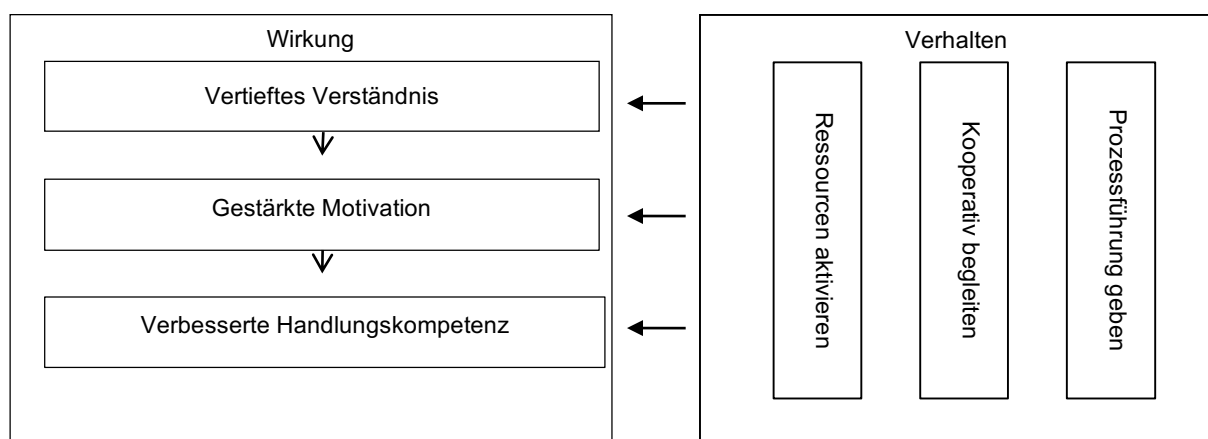 Wirkung
Vertieftes Verständnis
Gestärkte Motivation
Verbesserte Handlungskompetenz
Verhalten
Ressourcen aktivieren
Kooperativ begleiten
Prozessführung geben